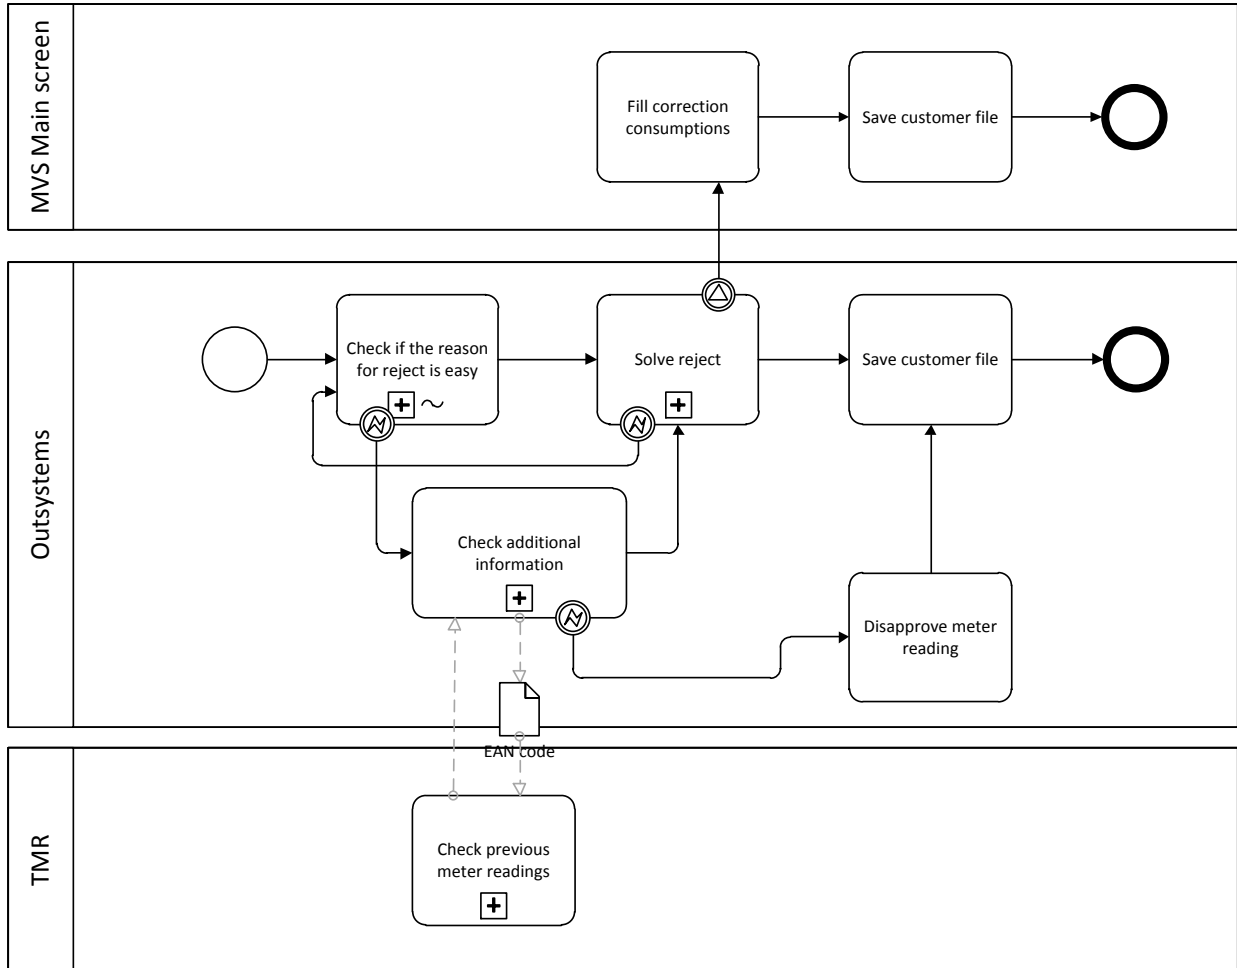 MVS Main screen
Fill correction
consumptions
Save customer file
Outsystems
Check if the reason
for reject is easy
Solve reject
Save customer file
Check additional
information
Disapprove meter
reading
EAN code
TMR
Check previous
meter readings